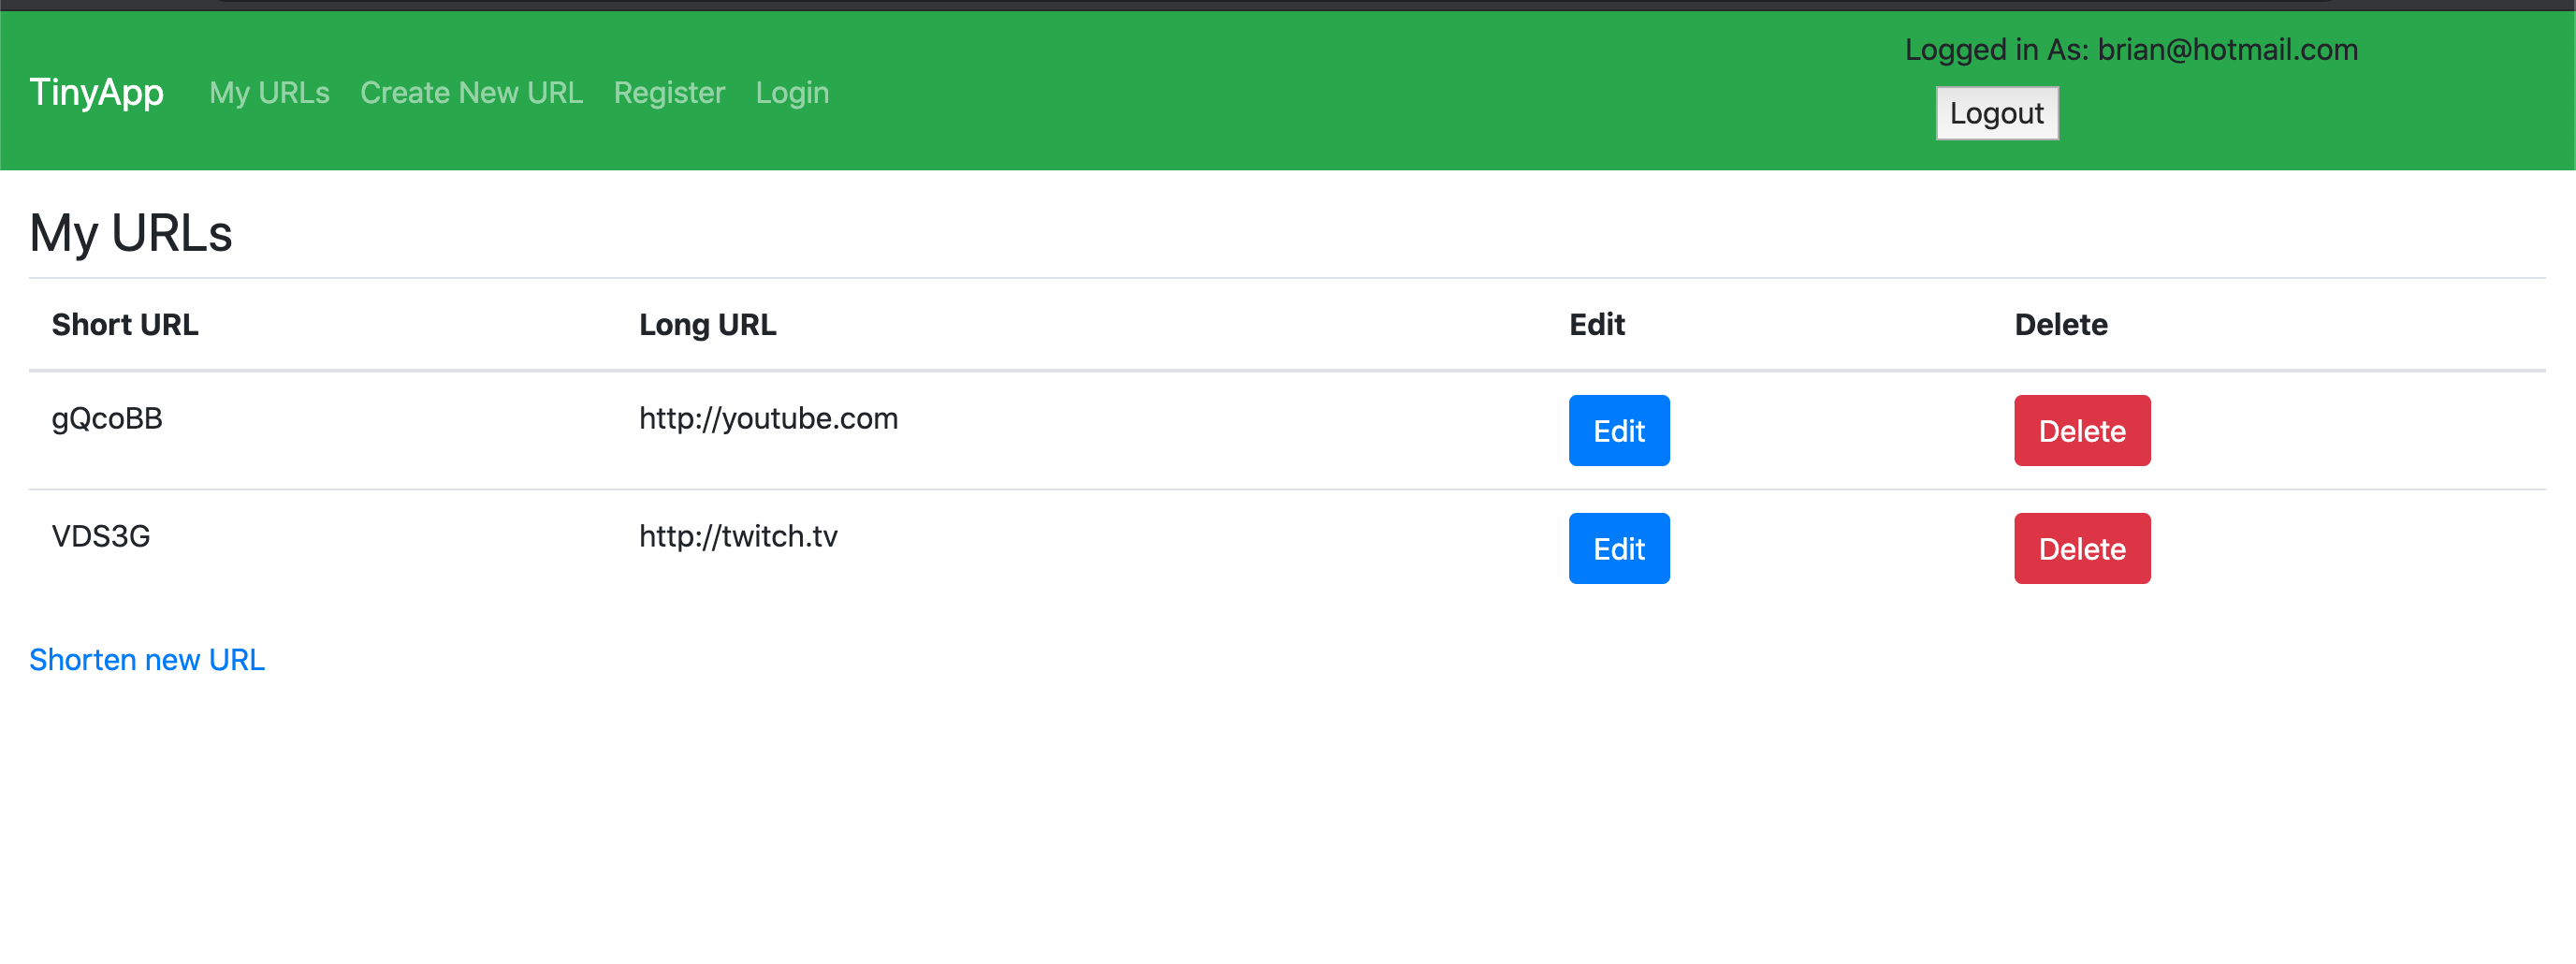 Logged in As: brian@hotmail.com
TinyApp My URLs Create New URL Register Login
Logout
My URLs
Short URL Long URL Edit Delete
gQcoBB http://youtube.com Edit Delete
VDS3G http://twitch.tv Edit Delete
Shorten new URL